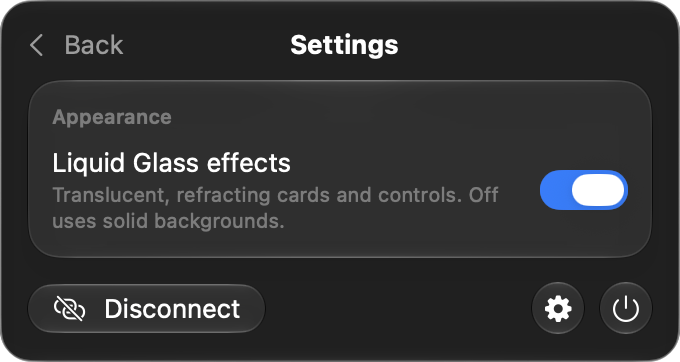 Back
Settings
Appearance
Liquid Glass effects
Translucent, refracting cards and controls. Off
uses solid backgrounds.
Disconnect